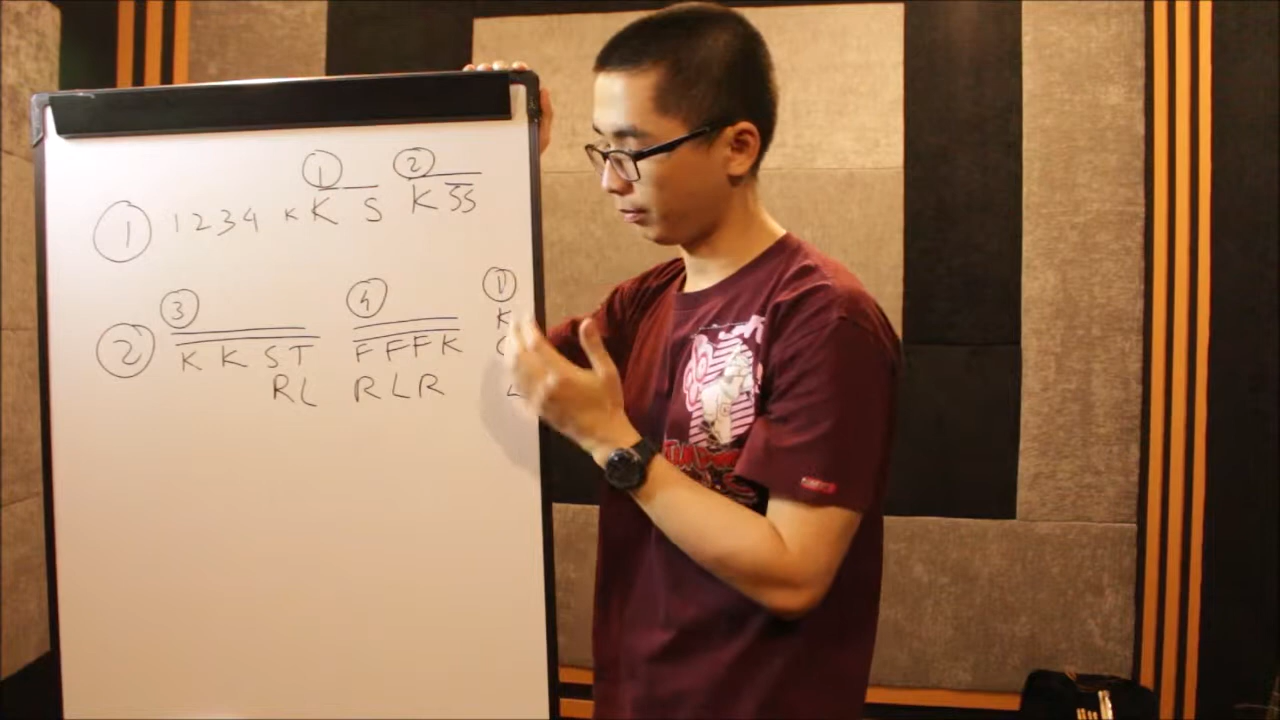 ① ②
① 1 2 3 4 K K S K SS
③ ④ ①
② K K S T F F F K K
R L R L R L